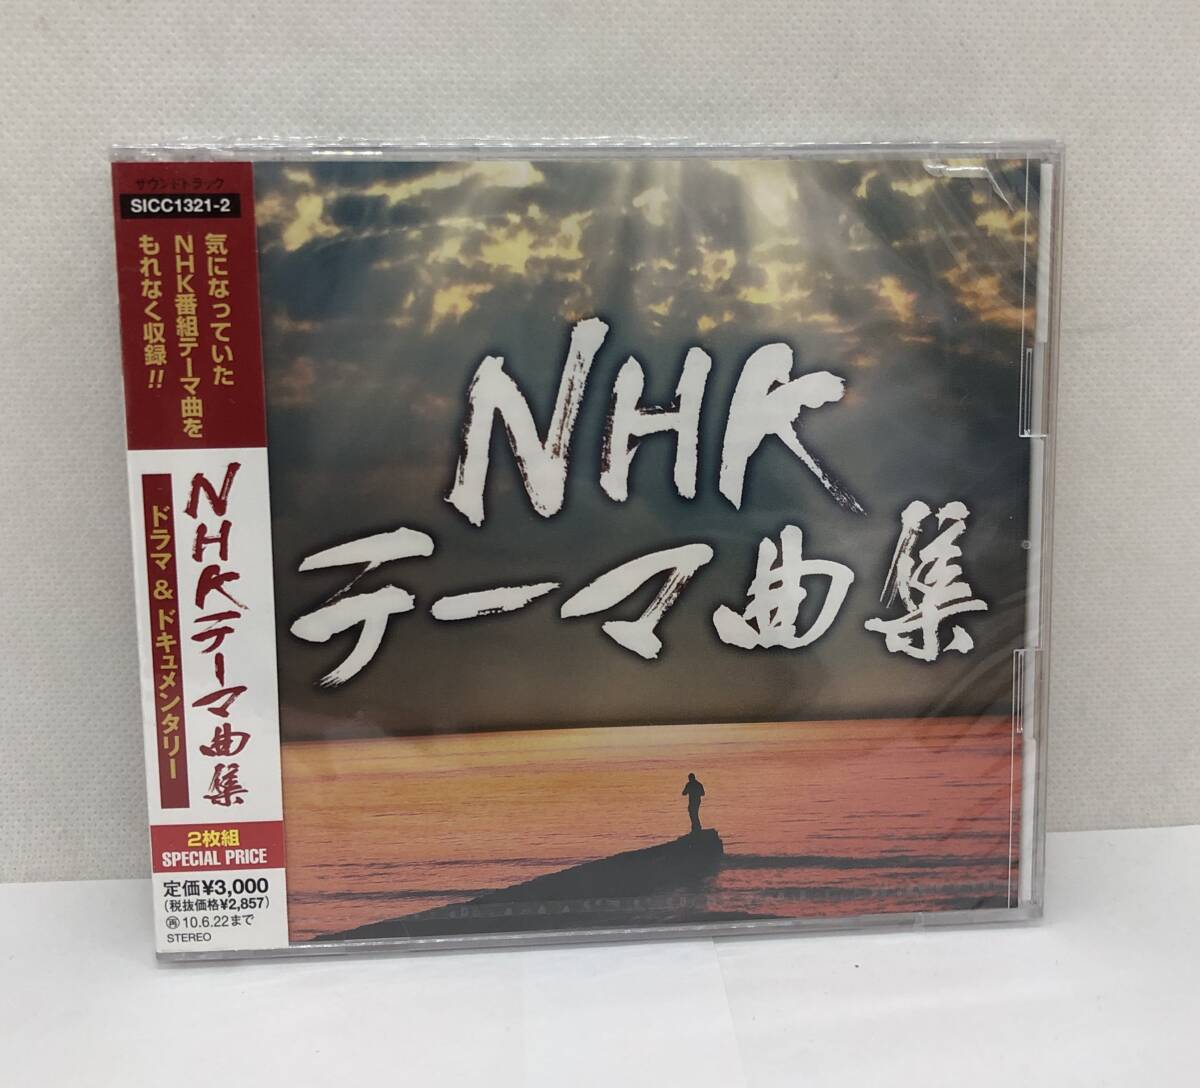 サウンドトラック
SICC1321-2
気になっていた
NHK番組テーマ曲を
もれなく収録!!
NHKテーマ曲集
ドラマ & ドキュメンタリー
2枚組
SPECIAL PRICE
定価¥3,000
(税抜価格¥2,857)
再10.6.22まで
STEREO
NHK
テーマ曲集